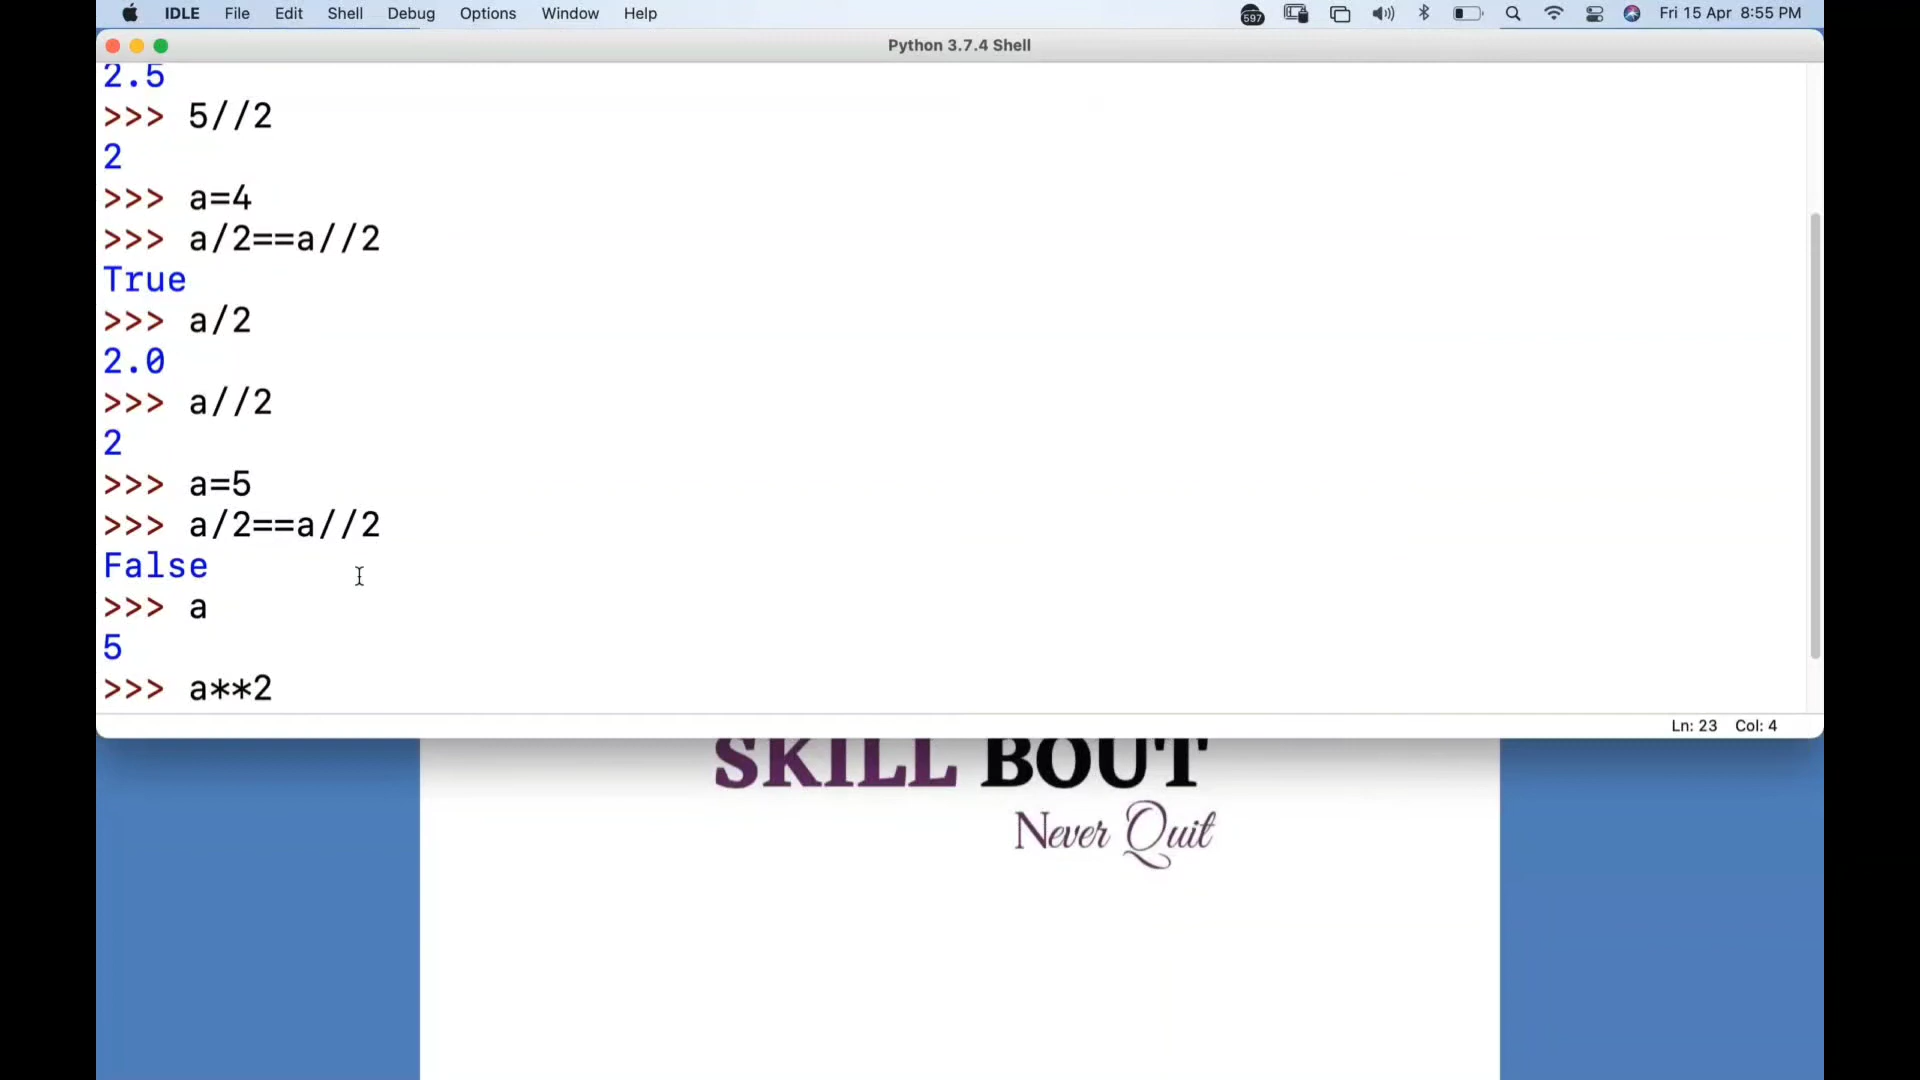 IDLE File Edit Shell Debug Options Window Help 597 Fri 15 Apr 8:55 PM
Python 3.7.4 Shell
2.5
>>> 5//2
2
>>> a=4
>>> a/2==a//2
True
>>> a/2
2.0
>>> a//2
2
>>> a=5
>>> a/2==a//2
False
>>> a
5
>>> a**2
Ln: 23 Col: 4
SKILL BOUT
Never Quit